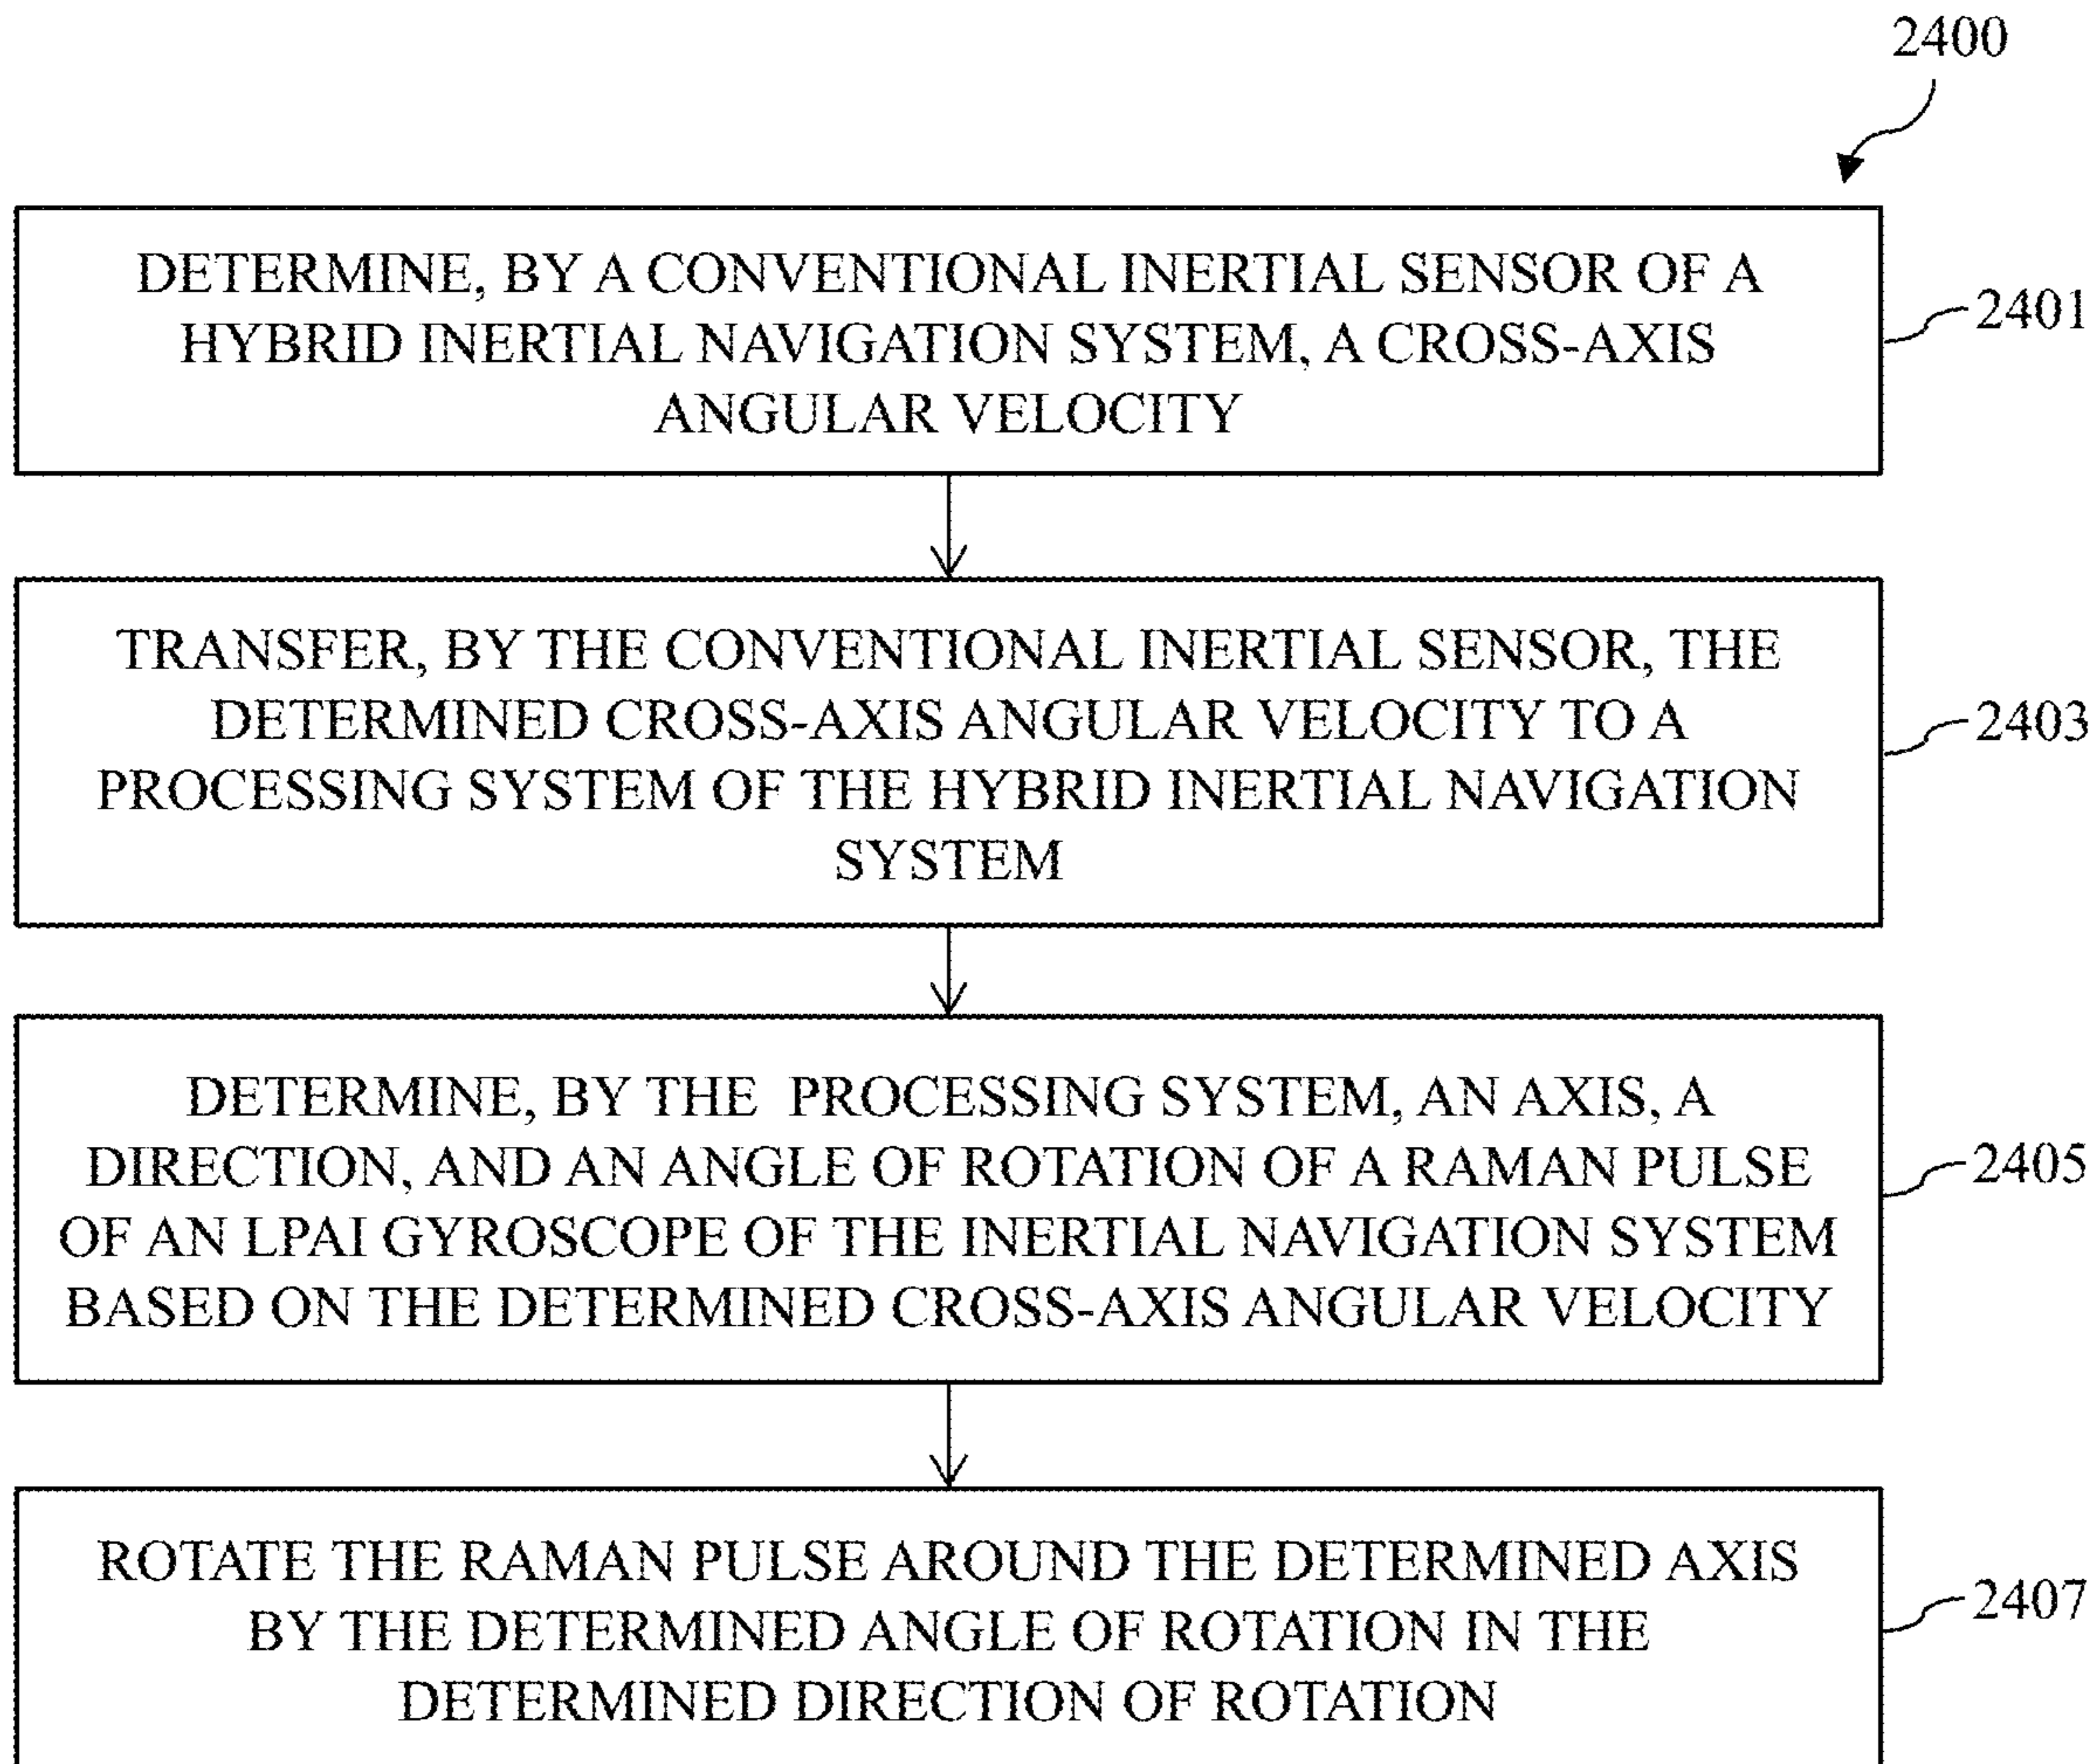 2400
DETERMINE, BY A CONVENTIONAL INERTIAL SENSOR OF A
HYBRID INERTIAL NAVIGATION SYSTEM, A CROSS-AXIS
ANGULAR VELOCITY
2401
TRANSFER, BY THE CONVENTIONAL INERTIAL SENSOR, THE
DETERMINED CROSS-AXIS ANGULAR VELOCITY TO A
PROCESSING SYSTEM OF THE HYBRID INERTIAL NAVIGATION
SYSTEM
2403
DETERMINE, BY THE PROCESSING SYSTEM, AN AXIS, A
DIRECTION, AND AN ANGLE OF ROTATION OF A RAMAN PULSE
OF AN LPAI GYROSCOPE OF THE INERTIAL NAVIGATION SYSTEM
BASED ON THE DETERMINED CROSS-AXIS ANGULAR VELOCITY
2405
ROTATE THE RAMAN PULSE AROUND THE DETERMINED AXIS
BY THE DETERMINED ANGLE OF ROTATION IN THE
DETERMINED DIRECTION OF ROTATION
2407